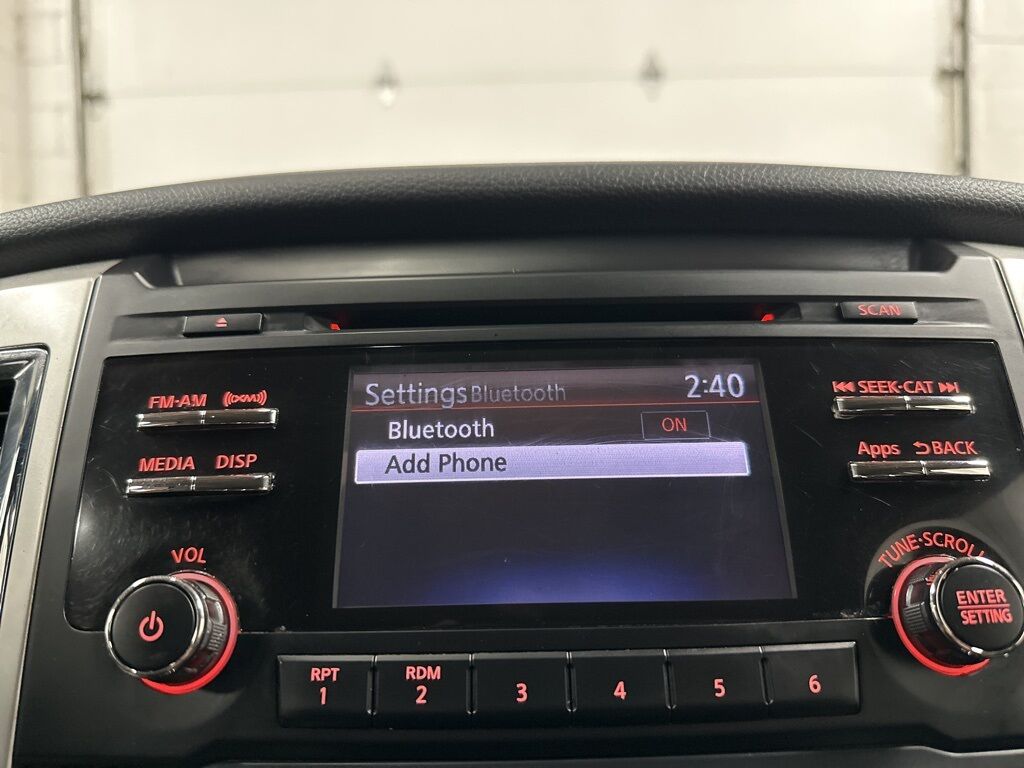 SCAN
FM·AM (((XM)))
MEDIA DISP
VOL
Settings Bluetooth 2:40
Bluetooth ON
Add Phone
SEEK·CAT
Apps BACK
TUNE·SCROLL
ENTER
SETTING
RPT
1
RDM
2
3
4
5
6